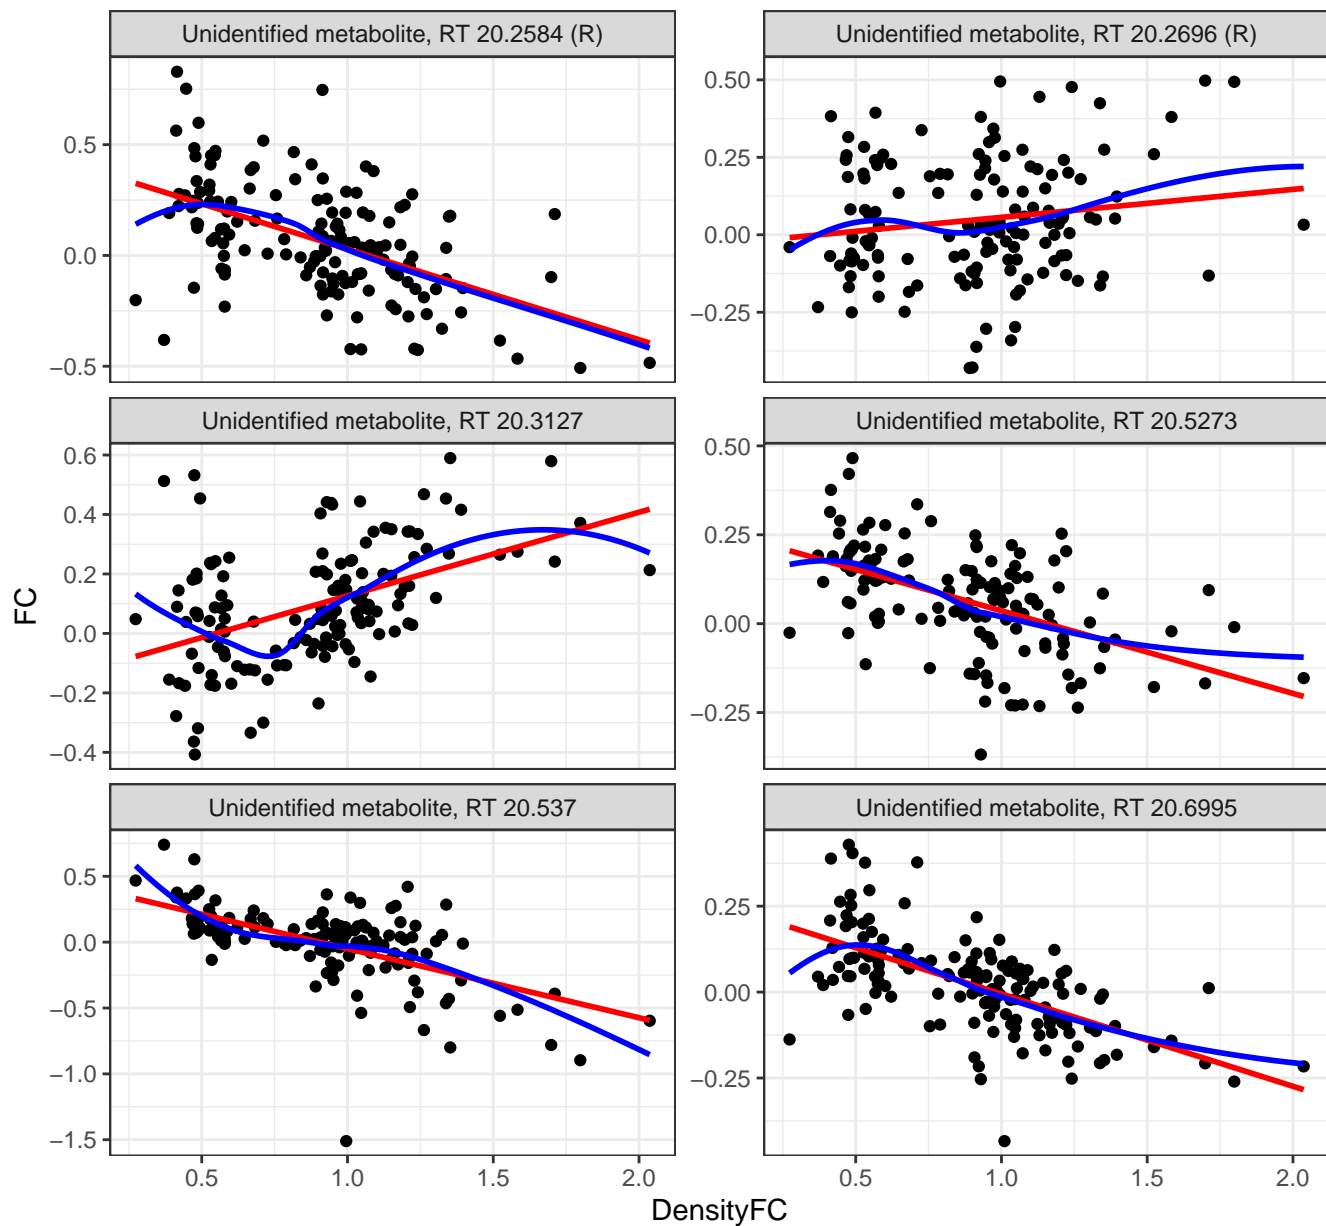 Unidentified metabolite, RT 20.2584 (R)
Unidentified metabolite, RT 20.2696 (R)
0.5
0.0
−0.5
0.50
0.25
0.00
−0.25
Unidentified metabolite, RT 20.3127
Unidentified metabolite, RT 20.5273
0.6
0.4
0.2
0.0
−0.2
−0.4
0.50
0.25
0.00
−0.25
FC
Unidentified metabolite, RT 20.537
Unidentified metabolite, RT 20.6995
0.5
0.0
−0.5
−1.0
−1.5
0.25
0.00
−0.25
0.5 1.0 1.5 2.0
0.5 1.0 1.5 2.0
DensityFC